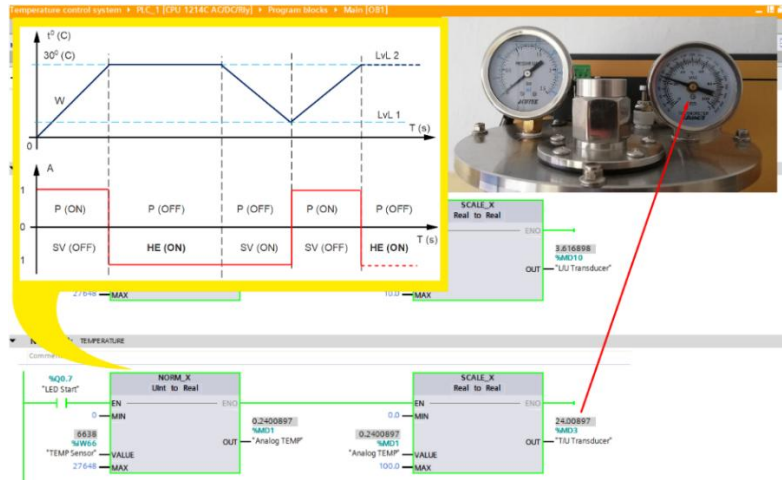 Temperature control system ▸ PLC_1 [CPU 1214C AC/DC/Rly] ▸ Program blocks ▸ Main [OB1]
t⁰ (C)
30⁰ (C)
LvL 2
W
LvL 1
T (s)
0
A
1
P (ON)
P (OFF)
P (OFF)
P (ON)
P (OFF)
0
T (s)
SV (OFF)
HE (ON)
SV (ON)
SV (OFF)
HE (ON)
1
SCALE_X
Real to Real
ENO
3.616898
%MD10
OUT
"L/U Transducer"
27648
MAX
10.0
MAX
TEMPERATURE
%Q0.7
"LED Start"
NORM_X
UInt to Real
SCALE_X
Real to Real
EN
ENO
EN
ENO
0
MIN
0.2400897
%MD1
OUT
"Analog TEMP"
0.0
MIN
24.00897
%MD3
OUT
"T/U Transducer"
6638
%IW66
"TEMP Sensor"
VALUE
0.2400897
%MD1
"Analog TEMP"
VALUE
27648
MAX
100.0
MAX